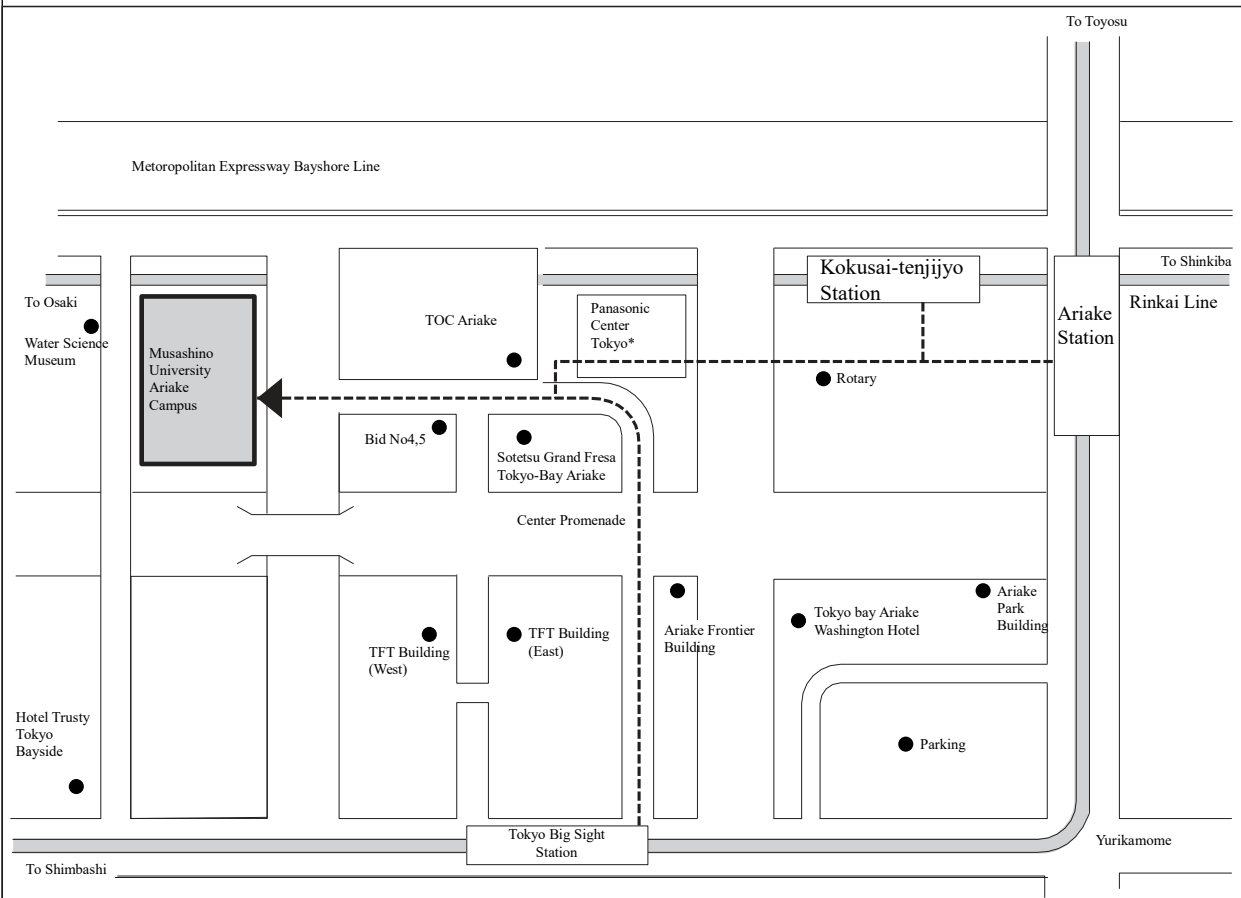 To Toyosu
Metoropolitan Expressway Bayshore Line
To Shinkiba
Kokusai-tenjijyo
Station
Rinkai Line
Ariake
Station
To Osaki
Water Science
Museum
Musashino
University
Ariake
Campus
TOC Ariake
Panasonic
Center
Tokyo*
Rotary
Bid No4,5
Sotetsu Grand Fresa
Tokyo-Bay Ariake
Center Promenade
TFT Building
(West)
TFT Building
(East)
Ariake Frontier
Building
Tokyo bay Ariake
Washington Hotel
Ariake
Park
Building
Hotel Trusty
Tokyo
Bayside
Parking
Tokyo Big Sight
Station
Yurikamome
To Shimbashi